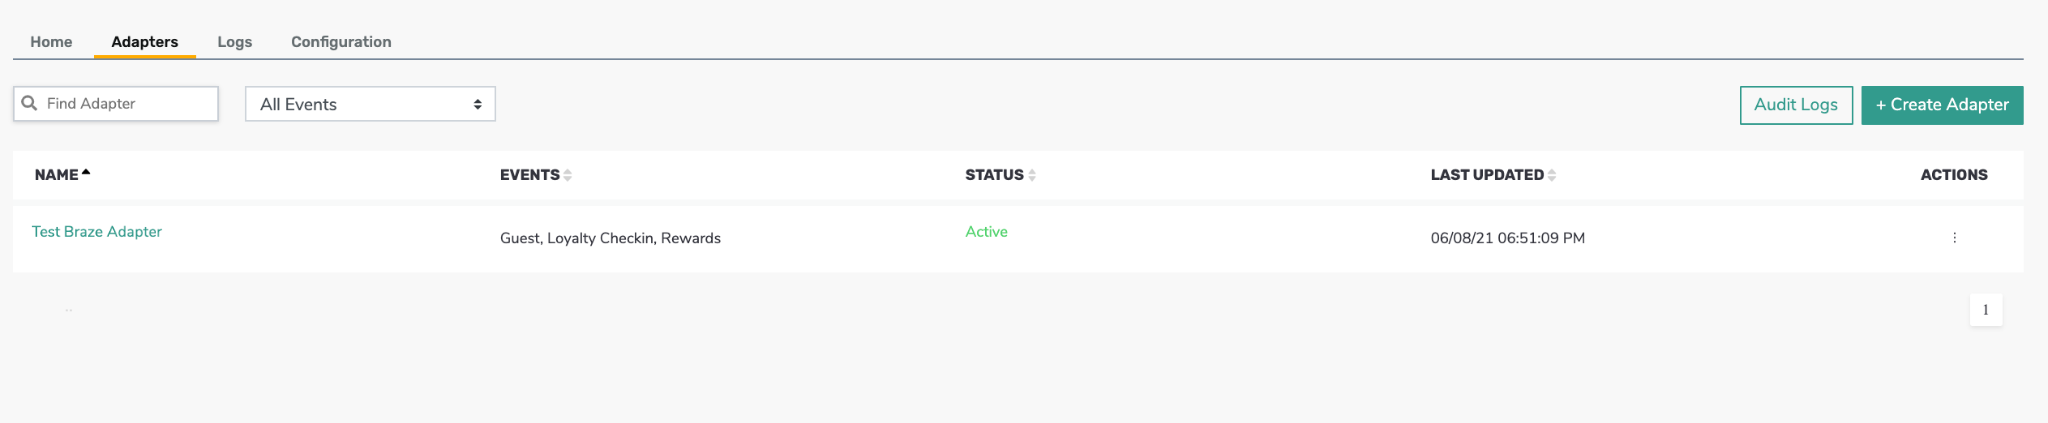 Home Adapters Logs Configuration
Find Adapter All Events Audit Logs + Create Adapter
NAME EVENTS STATUS LAST UPDATED ACTIONS
Test Braze Adapter Guest, Loyalty Checkin, Rewards Active 06/08/21 06:51:09 PM
1